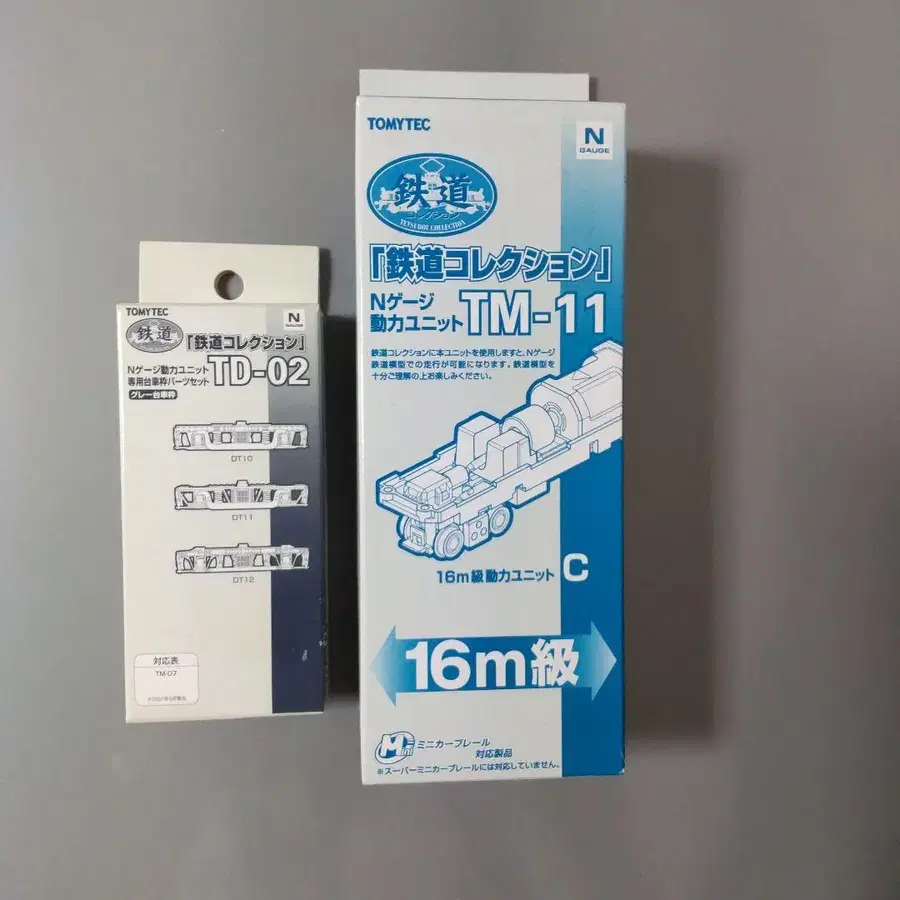 TOMYTEC
N
GAUGE
鉄道
「鉄道コレクション」
Nゲージ動力ユニット
専用台車枠パーツセット
TD-02
グレー台車枠
DT10
DT11
DT12
対応表
TM-07
TOMYTEC
N
GAUGE
鉄道
コレクション
TETSUDOU COLLECTION
「鉄道コレクション」
Nゲージ
動力ユニット
TM-11
鉄道コレクションに本ユニットを使用しますと、Nゲージ
鉄道模型での走行が可能になります。鉄道模型を
十分ご理解の上お楽しみください。
16m級動力ユニット C
16m級
Mini
ミニカーブレール
対応製品
※スーパーミニカーブレールには対応していません。